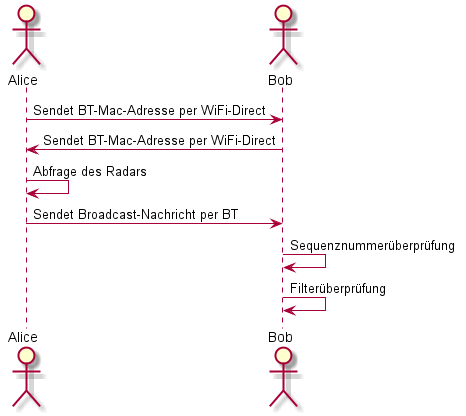 Alice
Bob
Sendet BT-Mac-Adresse per WiFi-Direct
Sendet BT-Mac-Adresse per WiFi-Direct
Abfrage des Radars
Sendet Broadcast-Nachricht per BT
Sequenznummerüberprüfung
Filterüberprüfung
Alice
Bob